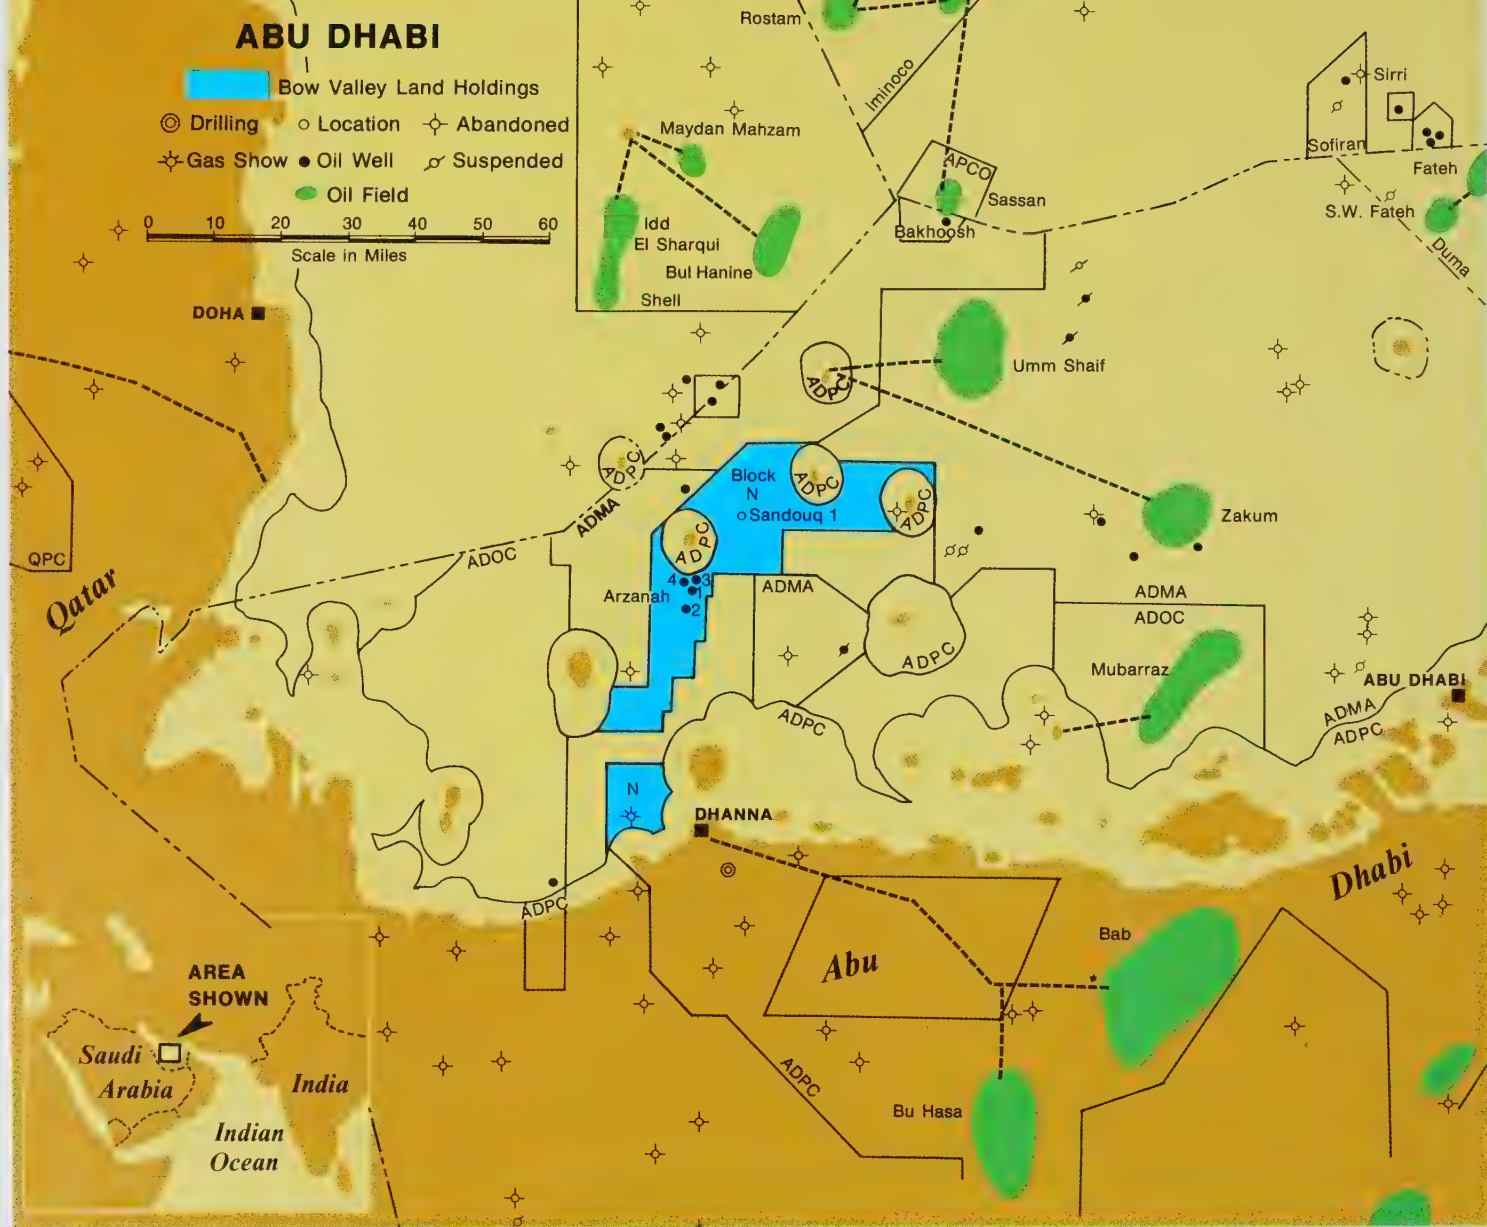 ABU DHABI
Bow Valley Land Holdings
Drilling
Location
Abandoned
Gas Show
Oil Well
Suspended
Oil Field
0 10 20 30 40 50 60
Scale in Miles
Rostam
Iminoco
Maydan Mahzam
Sirri
Sofiran
Fateh
APCO
Sassan
S.W. Fateh
Bakhoosh
Duma
Idd
El Sharqui
Bul Hanine
Shell
DOHA
Umm Shaif
ADPC
ADPC
ADMA
Block
N
Sandouq 1
ADPC
ADPC
ADPC
Zakum
QPC
ADOC
Qatar
Arzanah
4
3
1
2
ADMA
ADMA
ADOC
ADPC
Mubarraz
ABU DHABI
ADMA
ADPC
ADPC
N
DHANNA
Dhabi
ADPC
Abu
Bab
AREA
SHOWN
Saudi
Arabia
India
Indian
Ocean
ADPC
Bu Hasa